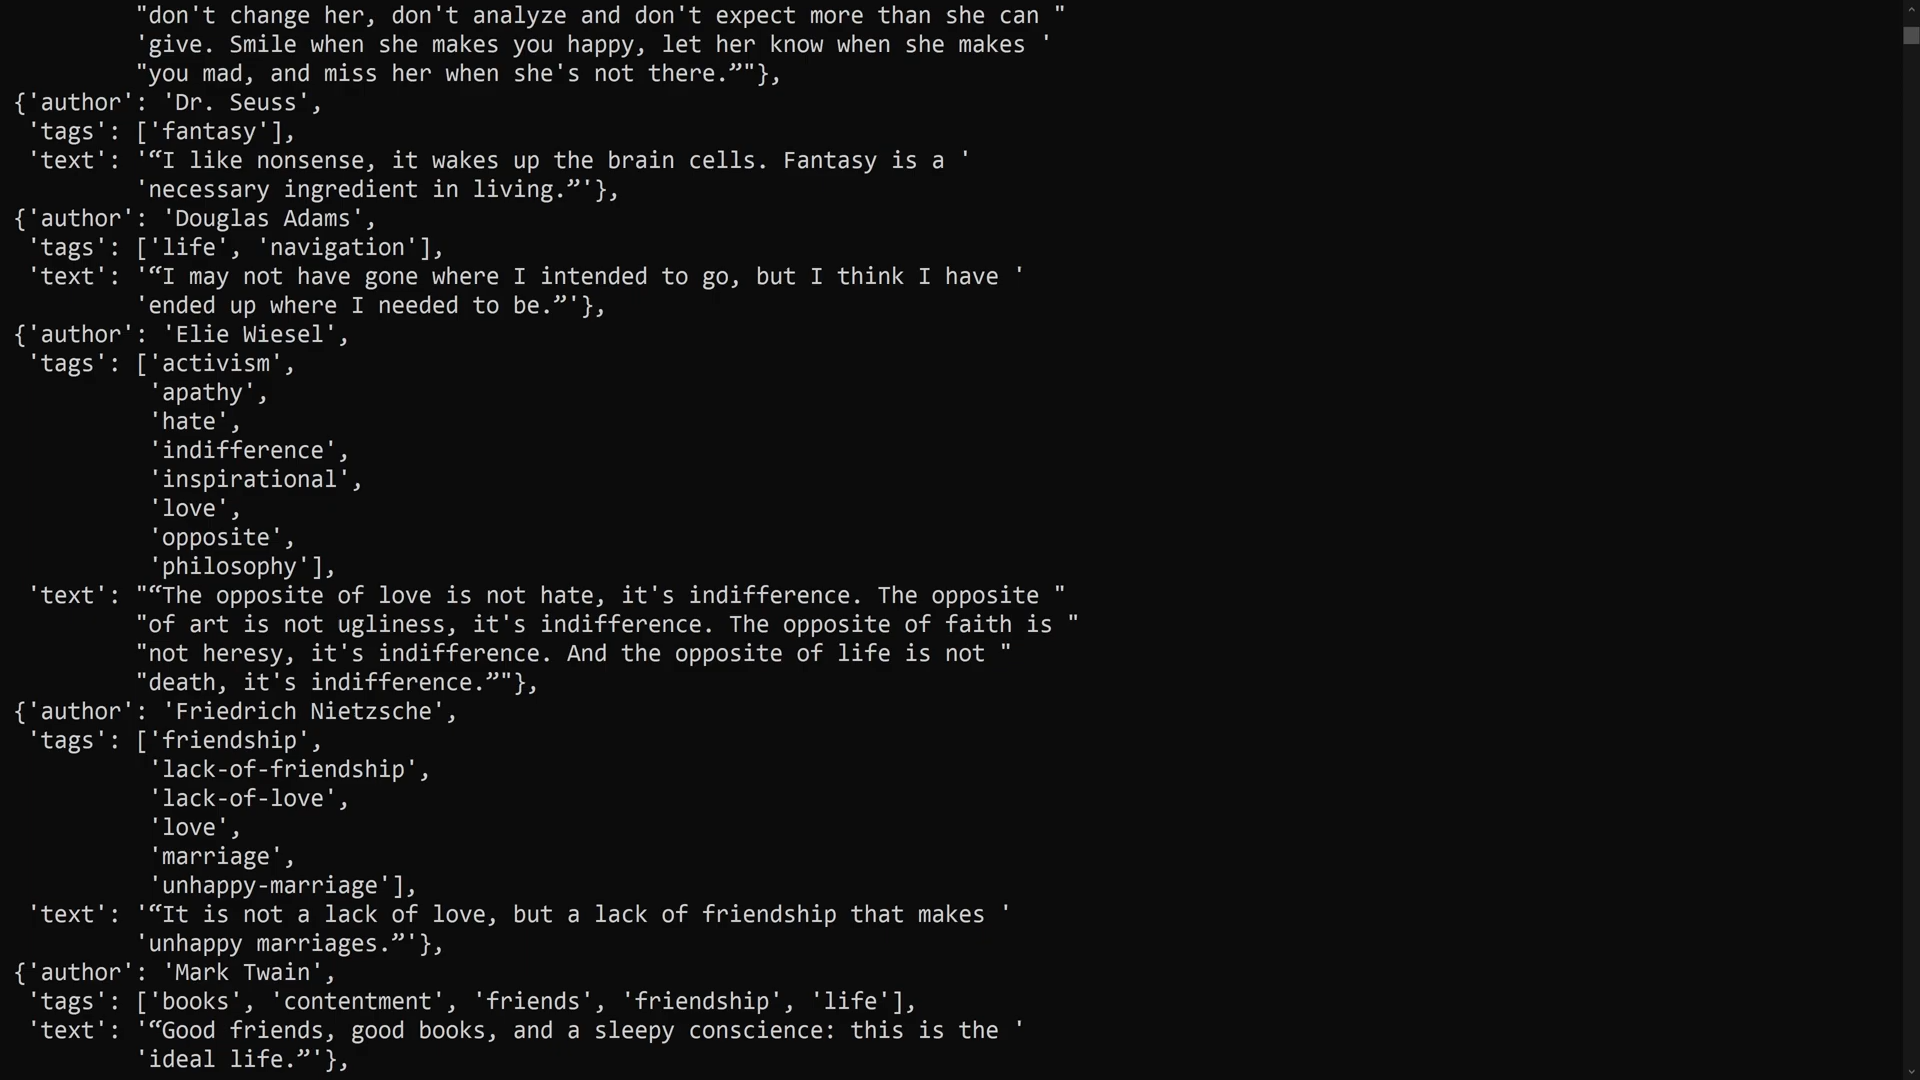 "don't change her, don't analyze and don't expect more than she can "
'give. Smile when she makes you happy, let her know when she makes '
"you mad, and miss her when she's not there.”"},
{'author': 'Dr. Seuss',
'tags': ['fantasy'],
'text': '“I like nonsense, it wakes up the brain cells. Fantasy is a '
'necessary ingredient in living.”'},
{'author': 'Douglas Adams',
'tags': ['life', 'navigation'],
'text': '“I may not have gone where I intended to go, but I think I have '
'ended up where I needed to be.”'},
{'author': 'Elie Wiesel',
'tags': ['activism',
'apathy',
'hate',
'indifference',
'inspirational',
'love',
'opposite',
'philosophy'],
'text': "“The opposite of love is not hate, it's indifference. The opposite "
"of art is not ugliness, it's indifference. The opposite of faith is "
"not heresy, it's indifference. And the opposite of life is not "
"death, it's indifference.”"},
{'author': 'Friedrich Nietzsche',
'tags': ['friendship',
'lack-of-friendship',
'lack-of-love',
'love',
'marriage',
'unhappy-marriage'],
'text': '“It is not a lack of love, but a lack of friendship that makes '
'unhappy marriages.”'},
{'author': 'Mark Twain',
'tags': ['books', 'contentment', 'friends', 'friendship', 'life'],
'text': '“Good friends, good books, and a sleepy conscience: this is the '
'ideal life.”'},